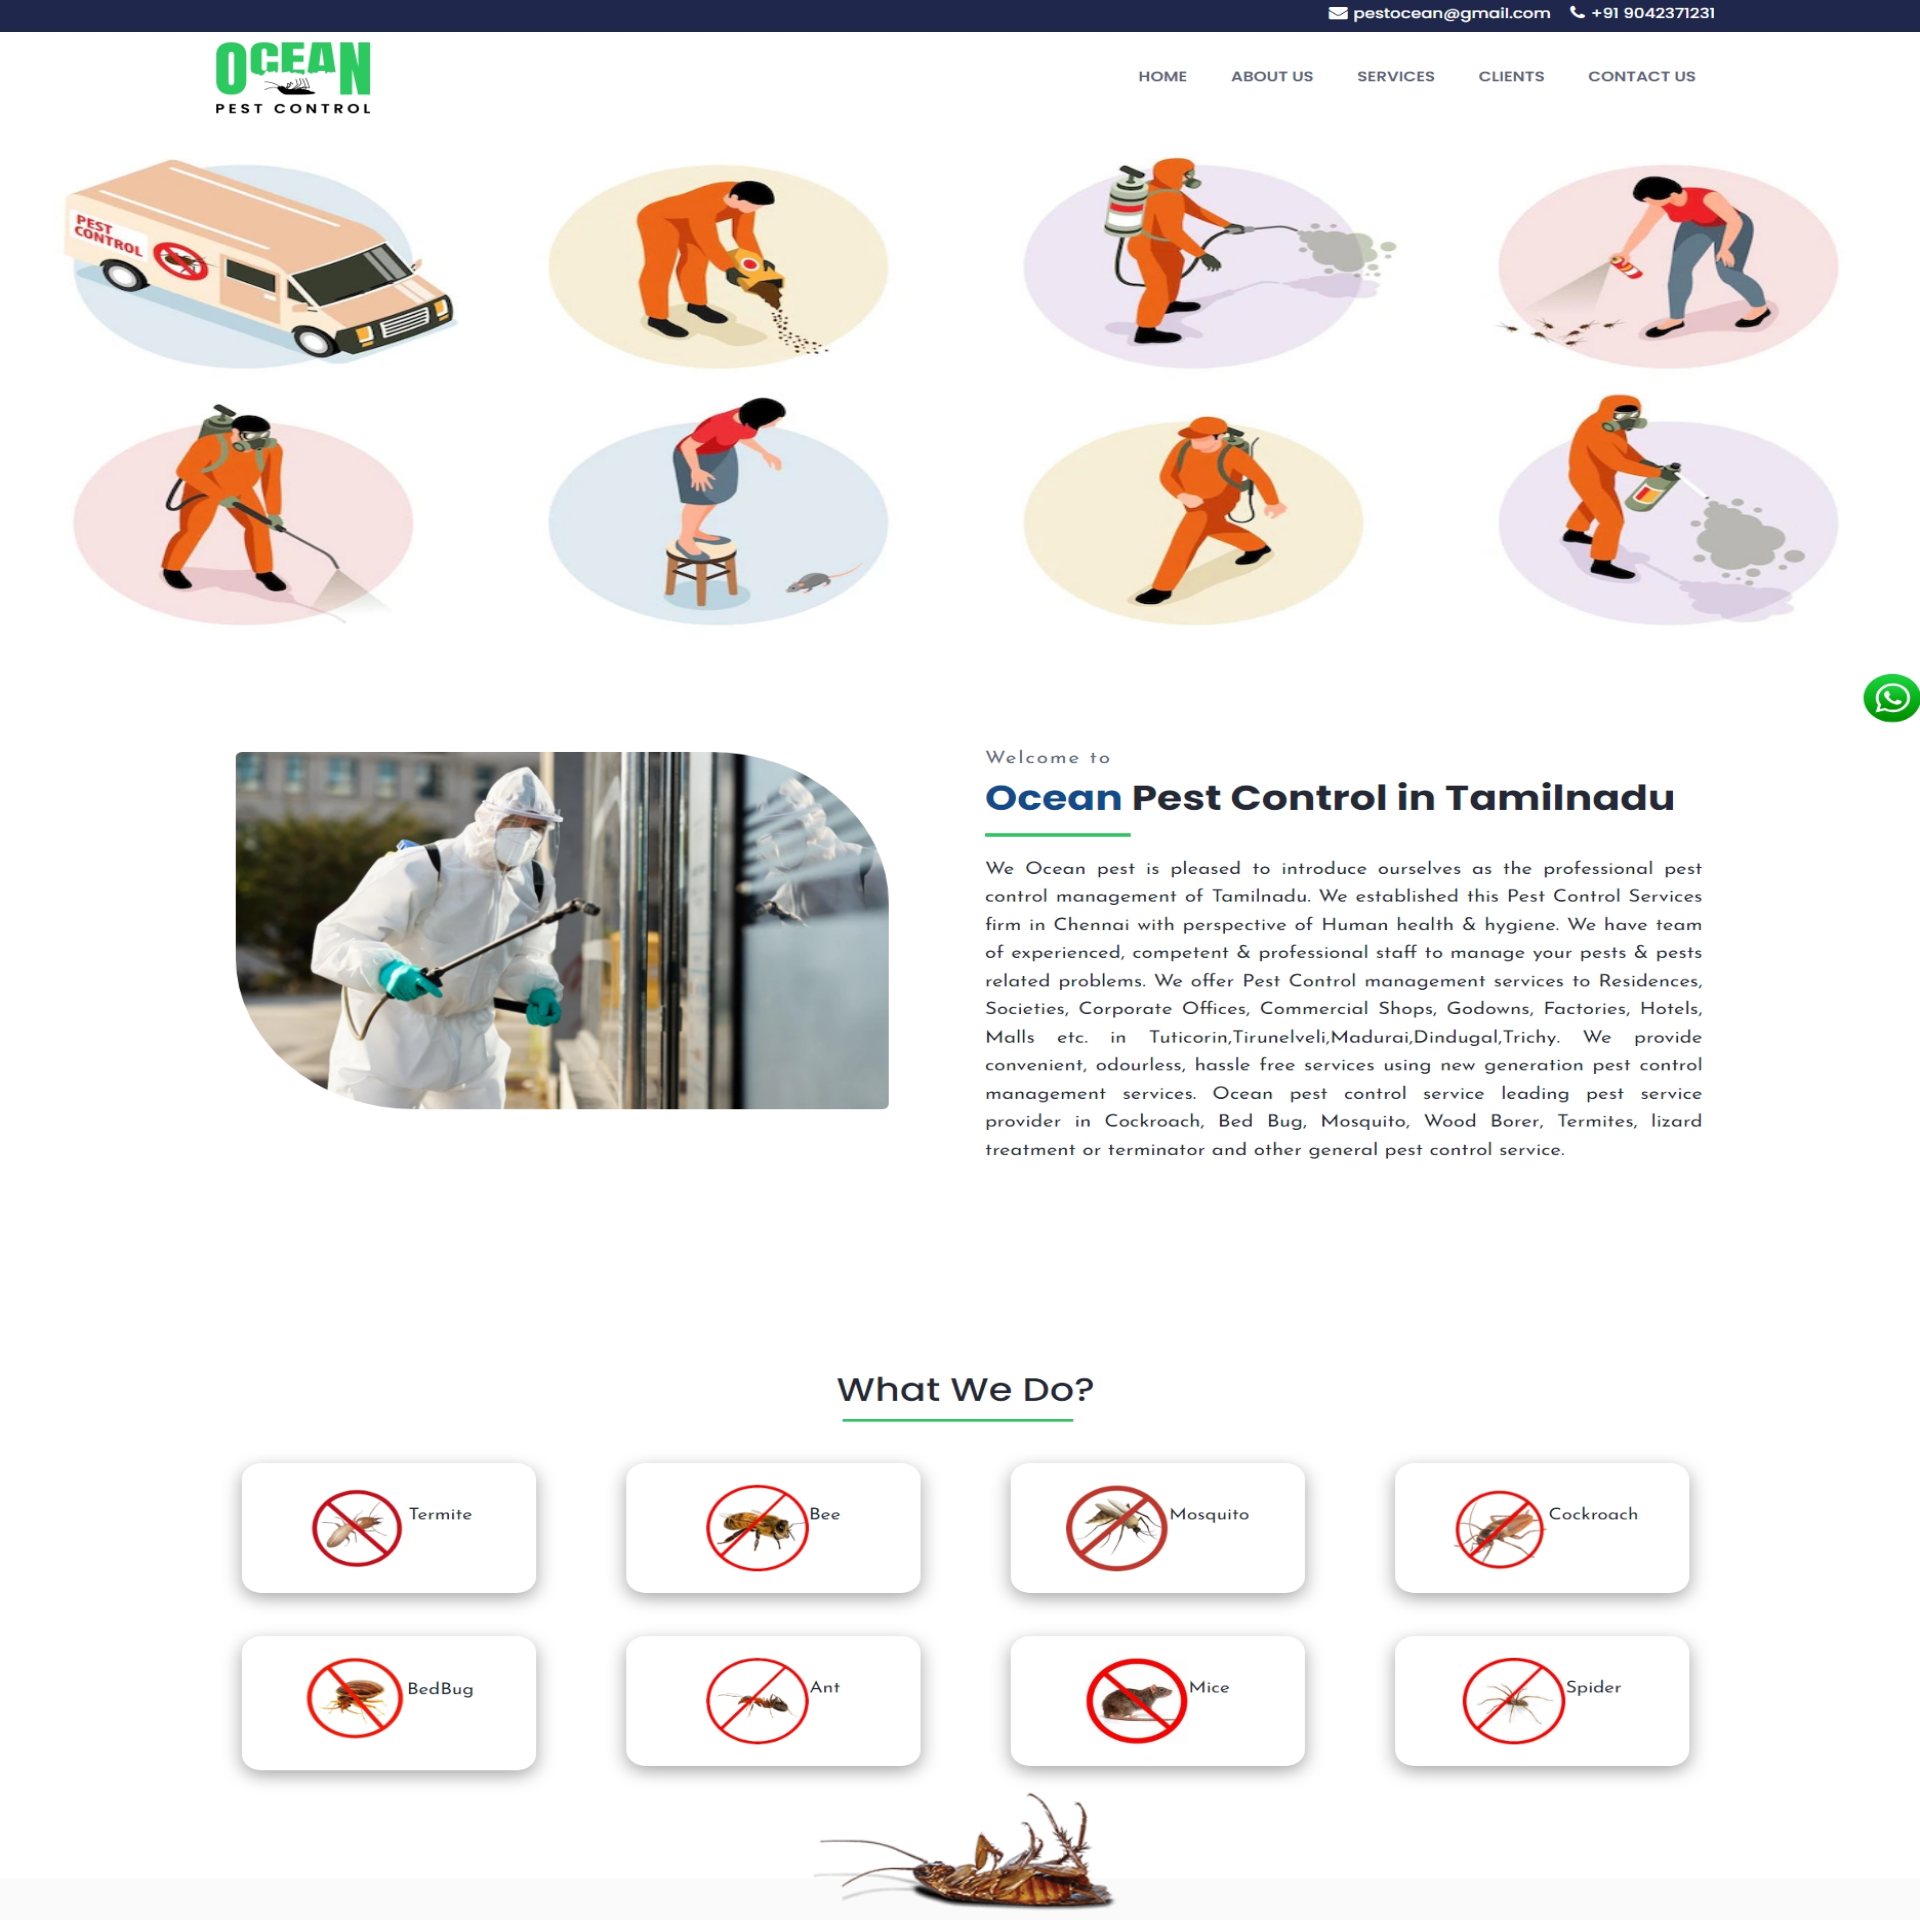 pestocean@gmail.com +91 9042371231
OCEAN
PEST CONTROL
HOME ABOUT US SERVICES CLIENTS CONTACT US
PEST
CONTROL
Welcome to
Ocean Pest Control in Tamilnadu
We Ocean pest is pleased to introduce ourselves as the professional pest
control management of Tamilnadu. We established this Pest Control Services
firm in Chennai with perspective of Human health & hygiene. We have team
of experienced, competent & professional staff to manage your pests & pests
related problems. We offer Pest Control management services to Residences,
Societies, Corporate Offices, Commercial Shops, Godowns, Factories, Hotels,
Malls etc. in Tuticorin,Tirunelveli,Madurai,Dindugal,Trichy. We provide
convenient, odourless, hassle free services using new generation pest control
management services. Ocean pest control service leading pest service
provider in Cockroach, Bed Bug, Mosquito, Wood Borer, Termites, lizard
treatment or terminator and other general pest control service.
What We Do?
Termite
Bee
Mosquito
Cockroach
BedBug
Ant
Mice
Spider